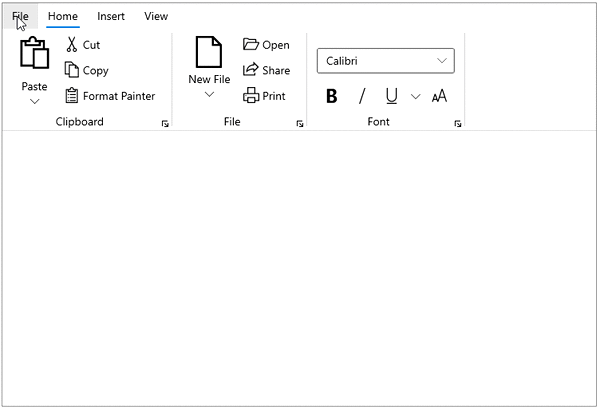 File Home Insert View
Paste
Cut
Copy
Format Painter
Clipboard
New File
Open
Share
Print
File
Calibri
B / U AA
Font